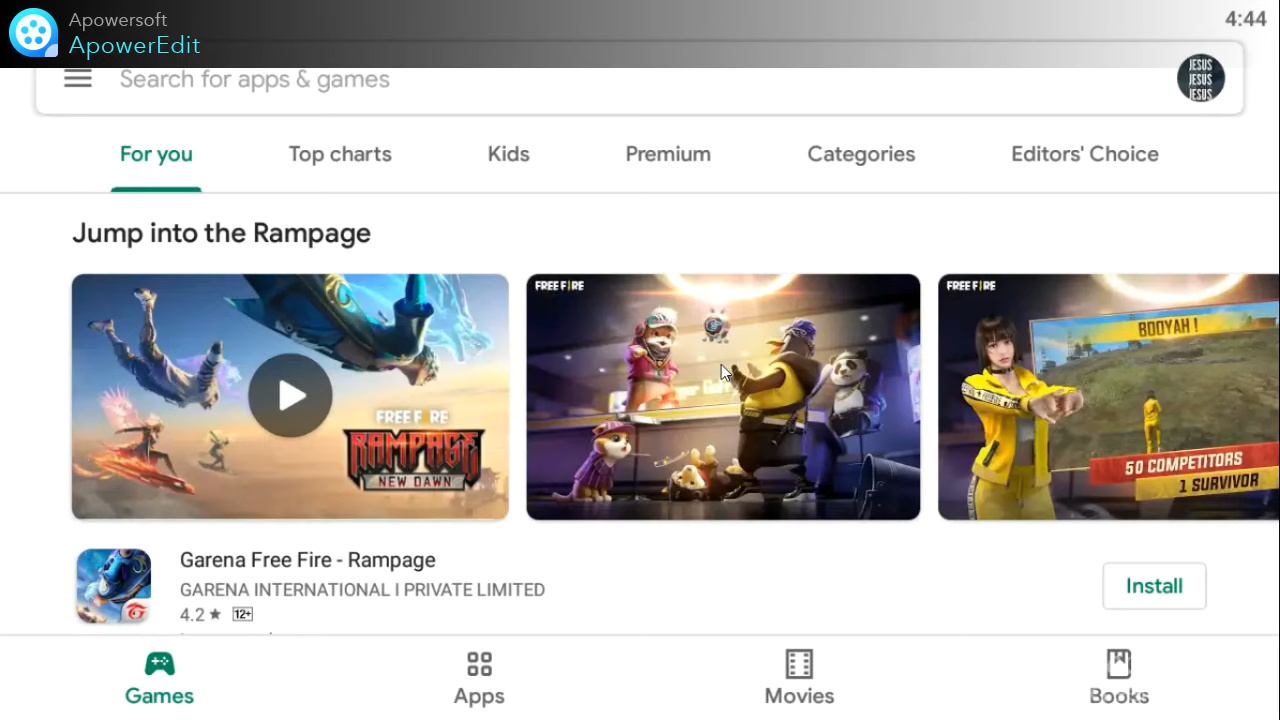 Apowersoft
ApowerEdit
4:44
Search for apps & games
JESUS
JESUS
JESUS
For you
Top charts
Kids
Premium
Categories
Editors' Choice
Jump into the Rampage
FREE FIRE
RAMPAGE
NEW DAWN
FREE FIRE
FREE FIRE
BOOYAH !
50 COMPETITORS
1 SURVIVOR
Garena Free Fire - Rampage
GARENA INTERNATIONAL I PRIVATE LIMITED
4.2 ★ 12+
Install
Games
Apps
Movies
Books